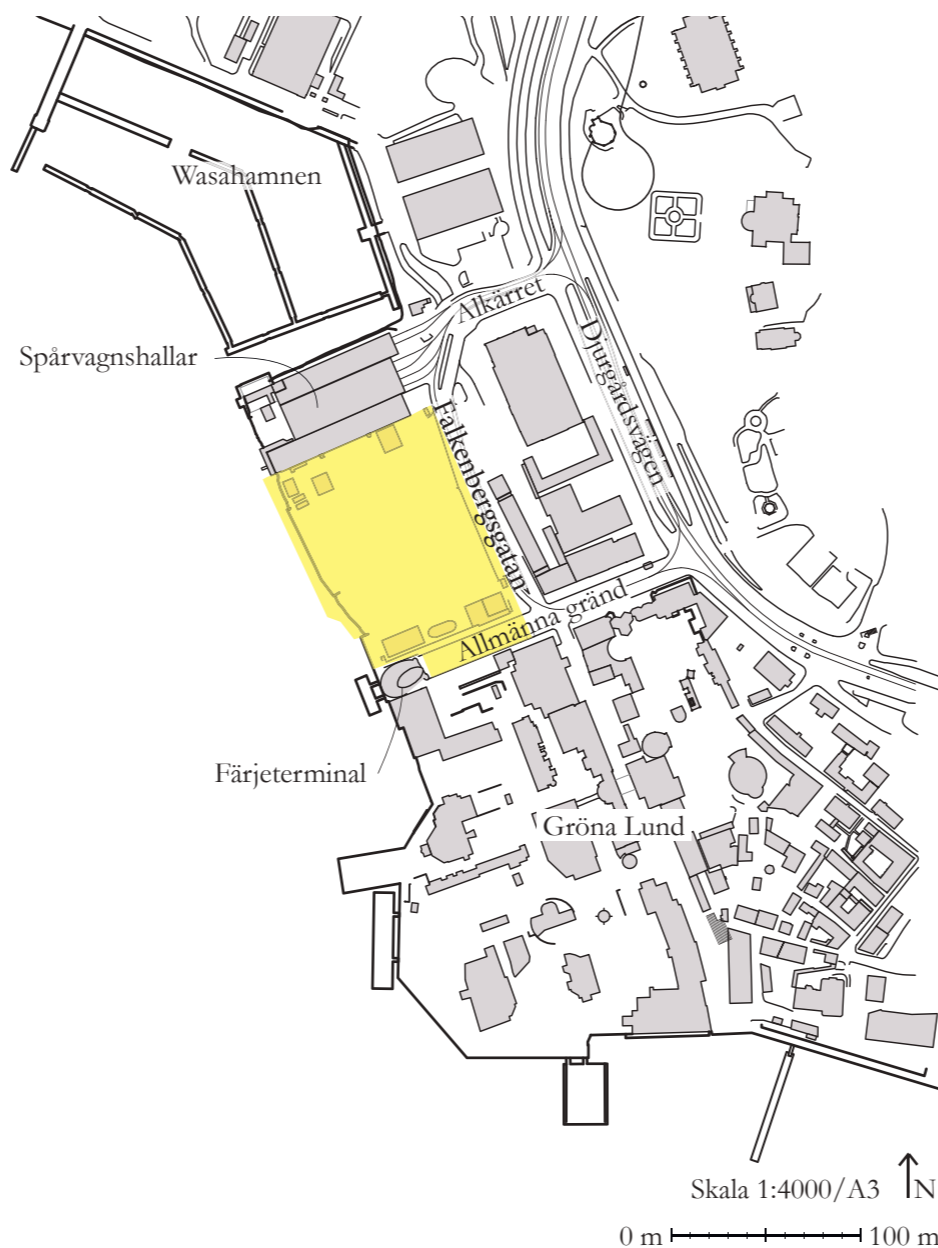 Wasahamnen
Alkärret
Spårvagnshallar
Djurgårdsvägen
Falkenbergsgatan
Allmänna gränd
Färjeterminal
Gröna Lund
Skala 1:4000/A3 N
0 m 100 m